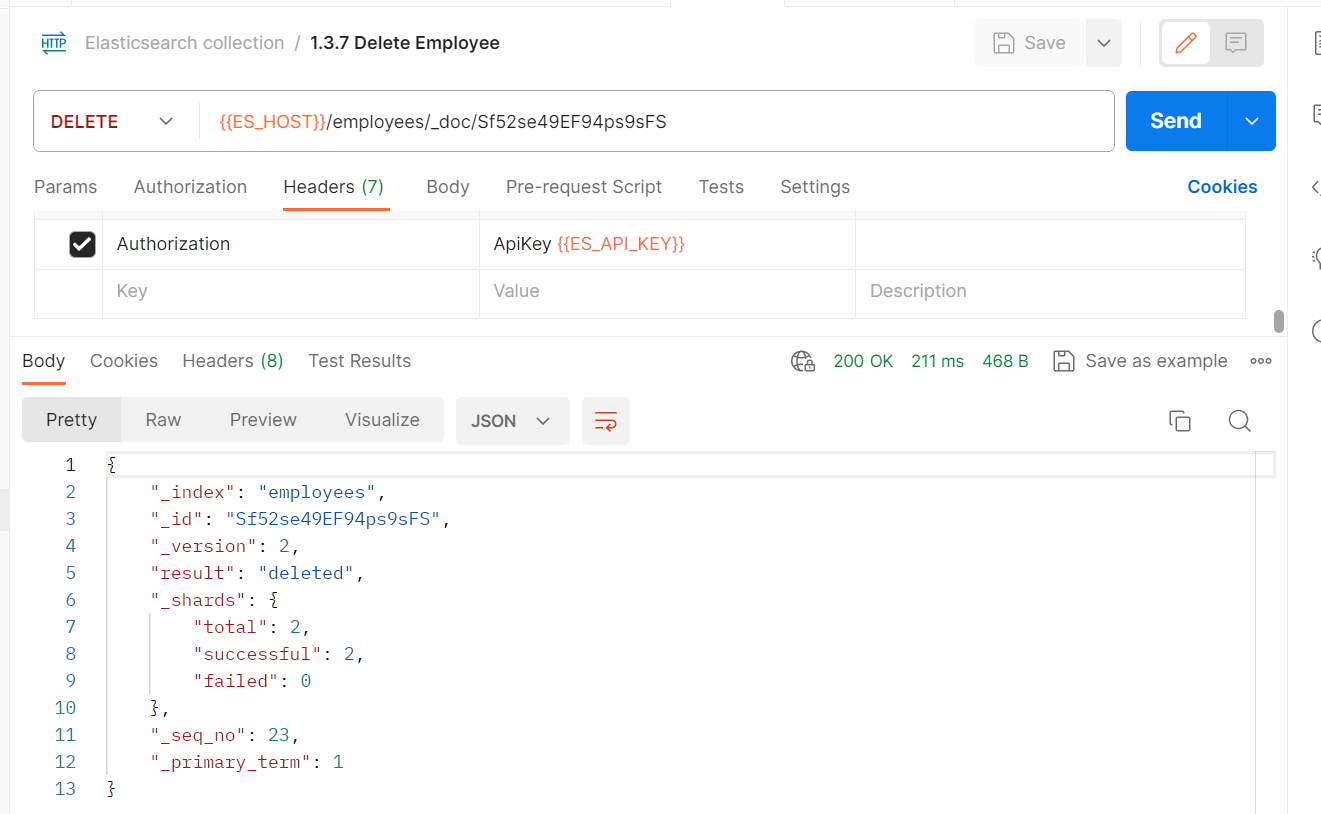 HTTP Elasticsearch collection / 1.3.7 Delete Employee Save
DELETE {{ES_HOST}}/employees/_doc/Sf52se49EF94ps9sFS Send
Params Authorization Headers (7) Body Pre-request Script Tests Settings Cookies
Authorization ApiKey {{ES_API_KEY}}
Key Value Description
Body Cookies Headers (8) Test Results 200 OK 211 ms 468 B Save as example
Pretty Raw Preview Visualize JSON
1 {
2 "_index": "employees",
3 "_id": "Sf52se49EF94ps9sFS",
4 "_version": 2,
5 "result": "deleted",
6 "_shards": {
7 "total": 2,
8 "successful": 2,
9 "failed": 0
10 },
11 "_seq_no": 23,
12 "_primary_term": 1
13 }